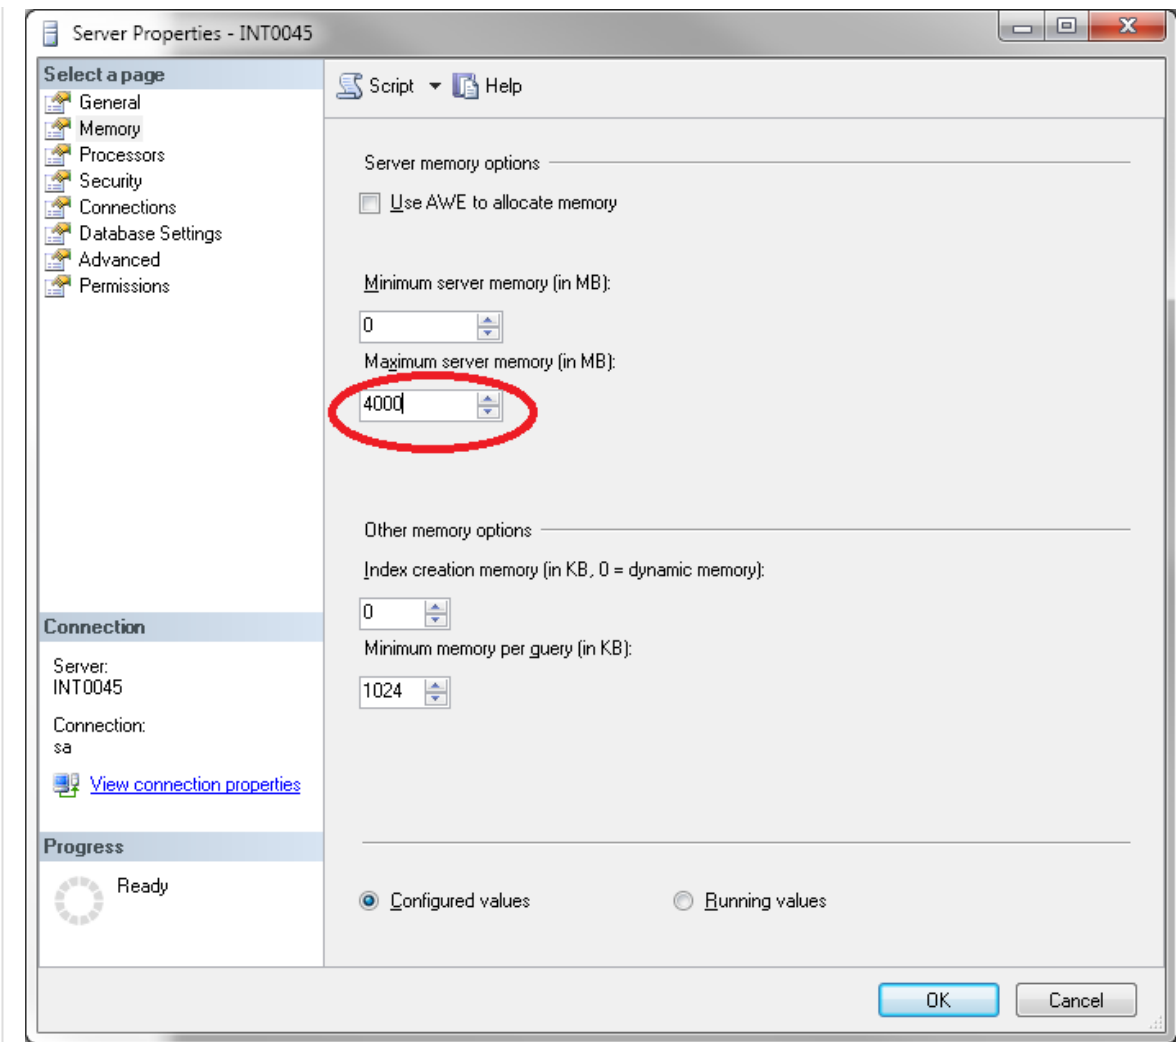 Server Properties - INT0045
Select a page
General
Memory
Processors
Security
Connections
Database Settings
Advanced
Permissions
Connection
Server:
INT0045
Connection:
sa
View connection properties
Progress
Ready
Script
Help
Server memory options
Use AWE to allocate memory
Minimum server memory (in MB):
0
Maximum server memory (in MB):
4000
Other memory options
Index creation memory (in KB, 0 = dynamic memory):
0
Minimum memory per query (in KB):
1024
Configured values
Running values
OK
Cancel